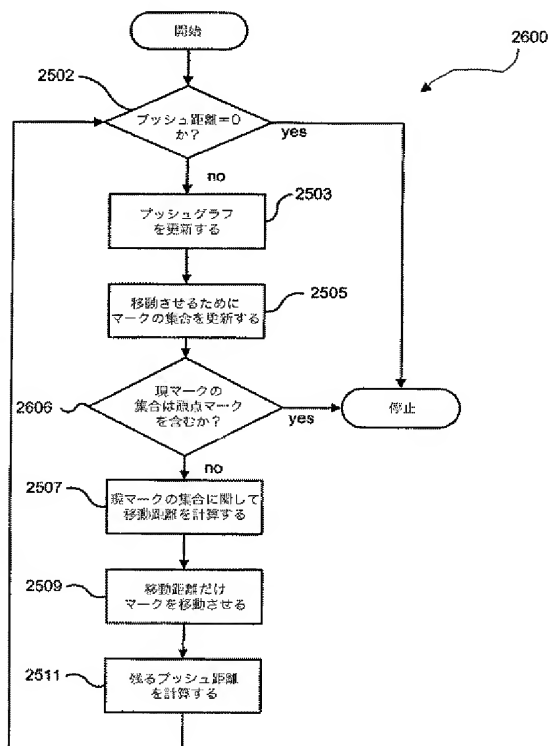 開始
2600
2502
プッシュ距離=0
か?
yes
no
2503
プッシュグラフ
を更新する
2505
移動させるために
マークの集合を更新する
現マークの
集合は頂点マーク
を含むか?
2606
yes
停止
no
2507
現マークの集合に関して
移動距離を計算する
2509
移動距離だけ
マークを移動させる
2511
残るプッシュ距離
を計算する